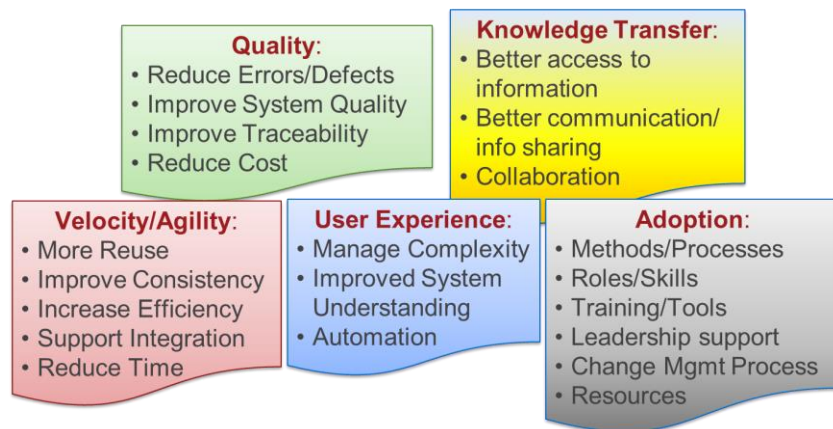 Quality:
• Reduce Errors/Defects
• Improve System Quality
• Improve Traceability
• Reduce Cost
Knowledge Transfer:
• Better access to
information
• Better communication/
info sharing
• Collaboration
Velocity/Agility:
• More Reuse
• Improve Consistency
• Increase Efficiency
• Support Integration
• Reduce Time
User Experience:
• Manage Complexity
• Improved System
Understanding
• Automation
Adoption:
• Methods/Processes
• Roles/Skills
• Training/Tools
• Leadership support
• Change Mgmt Process
• Resources